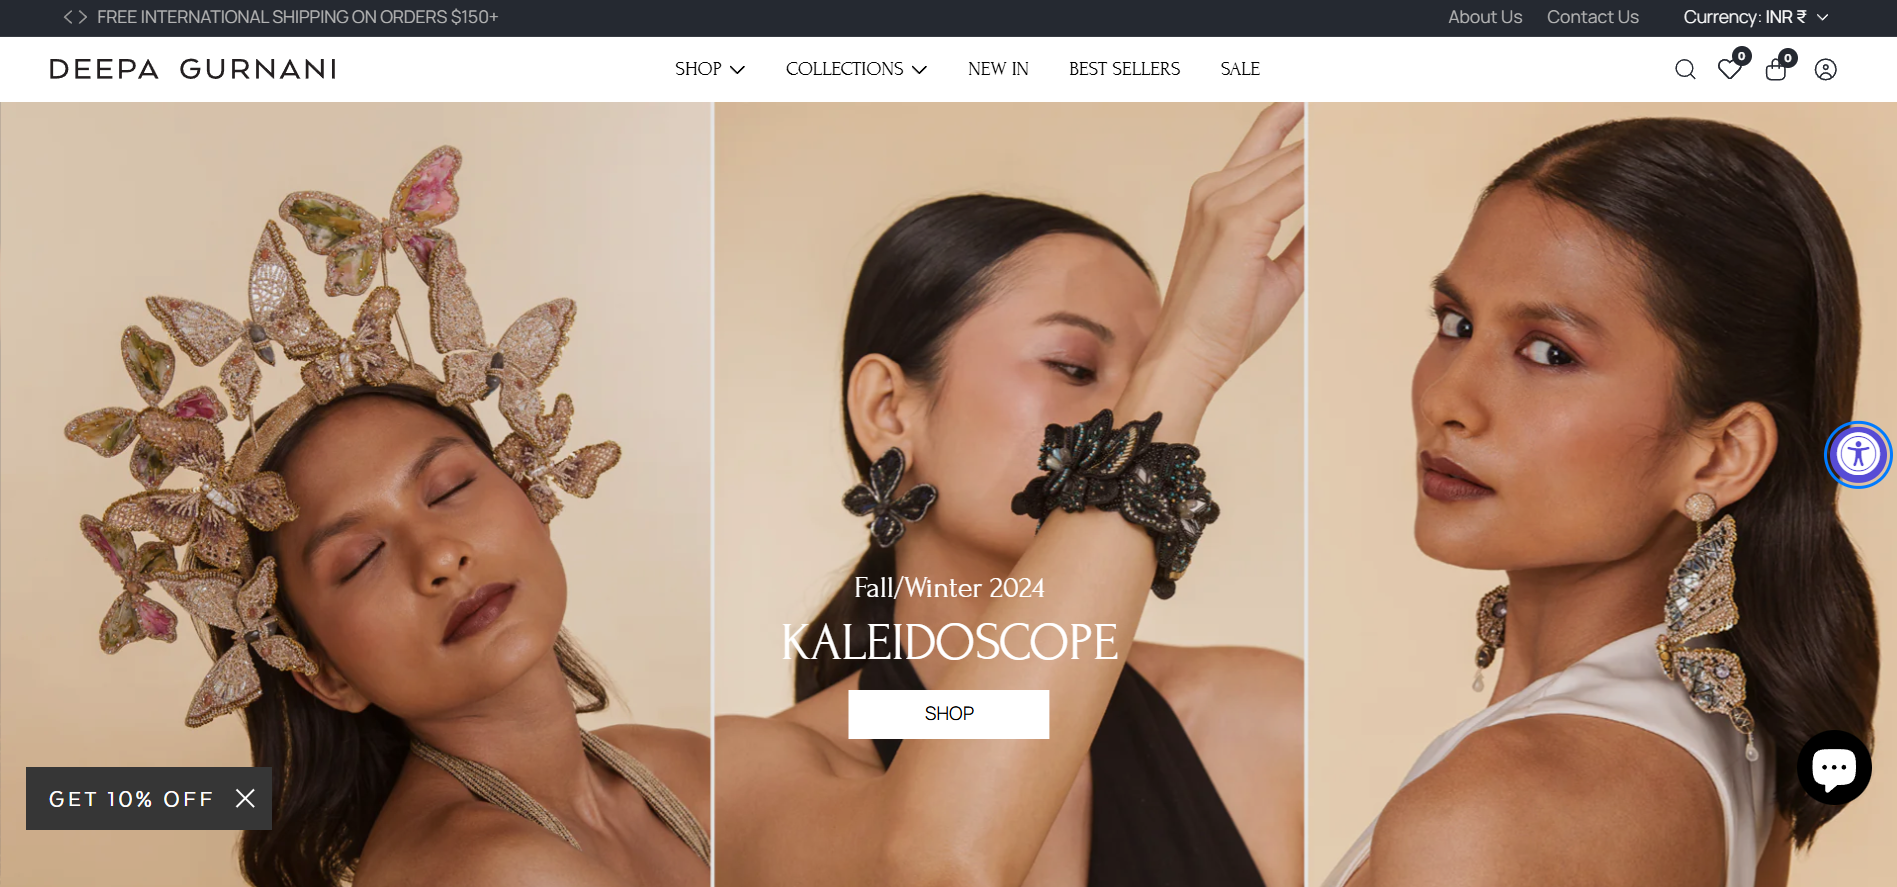 FREE INTERNATIONAL SHIPPING ON ORDERS $150+
About Us
Contact Us
Currency: INR ₹
DEEPA GURNANI
SHOP
COLLECTIONS
NEW IN
BEST SELLERS
SALE
0
0
Fall/Winter 2024
KALEIDOSCOPE
SHOP
GET 10% OFF